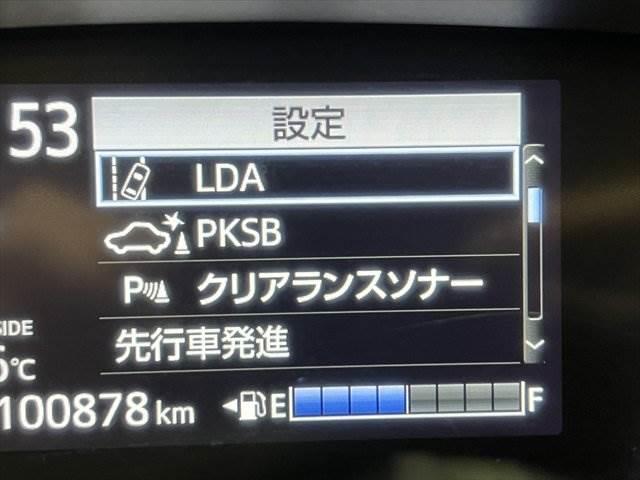 53
設定
LDA
PKSB
P クリアランスソナー
先行車発進
SIDE
℃
100878 km
E F